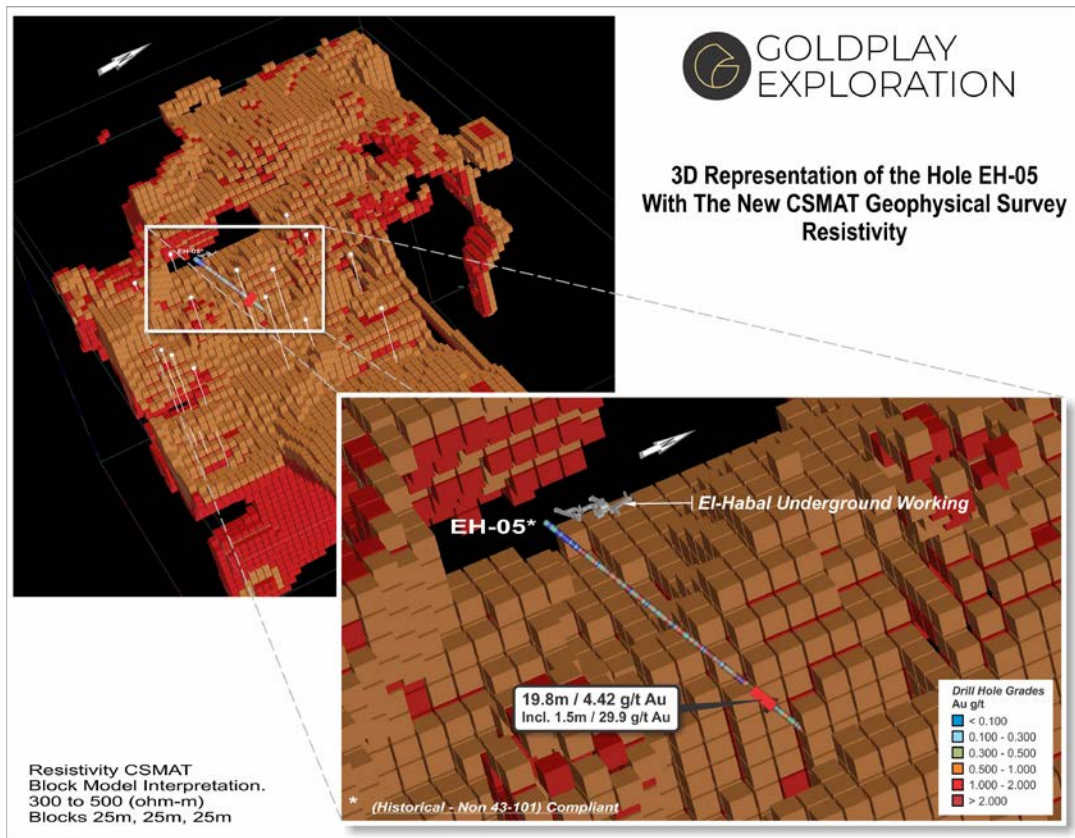 GOLDPLAY
EXPLORATION
3D Representation of the Hole EH-05
With The New CSMAT Geophysical Survey
Resistivity
EH-05*
El-Habal Underground Working
EH-05*
19.8m / 4.42 g/t Au
Incl. 1.5m / 29.9 g/t Au
Drill Hole Grades
Au g/t
< 0.100
0.100 - 0.300
0.300 - 0.500
0.500 - 1.000
1.000 - 2.000
> 2.000
* (Historical - Non 43-101) Compliant
Resistivity CSMAT
Block Model Interpretation.
300 to 500 (ohm-m)
Blocks 25m, 25m, 25m